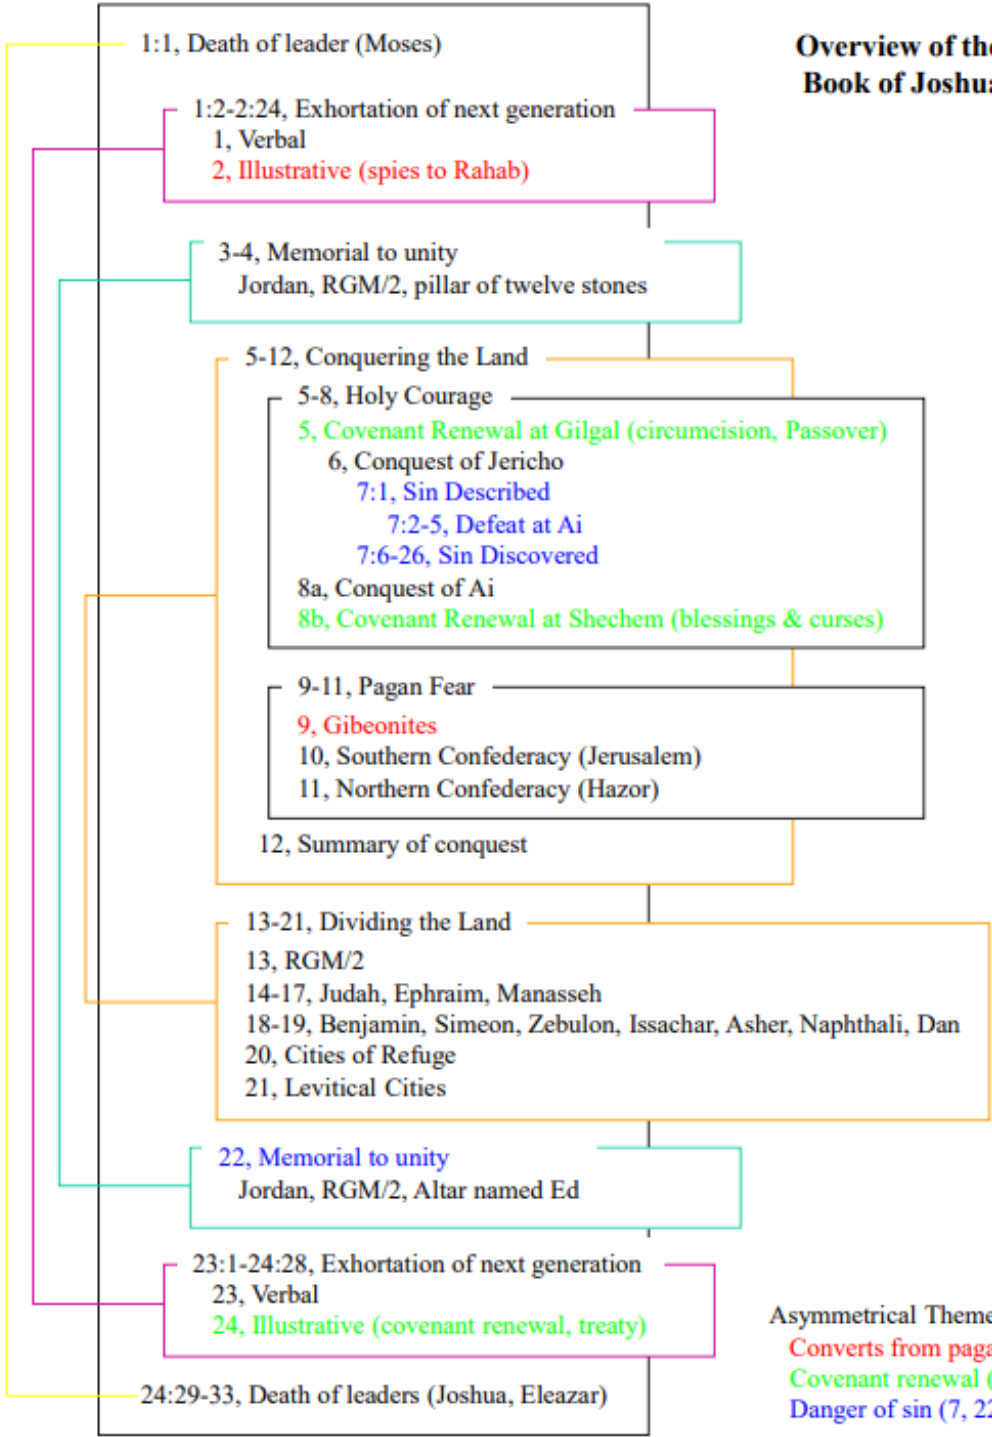 1:1, Death of leader (Moses)
Overview of the
Book of Joshua
1:2-2:24, Exhortation of next generation
1, Verbal
2, Illustrative (spies to Rahab)
3-4, Memorial to unity
Jordan, RGM/2, pillar of twelve stones
5-12, Conquering the Land
5-8, Holy Courage
5, Covenant Renewal at Gilgal (circumcision, Passover)
6, Conquest of Jericho
7:1, Sin Described
7:2-5, Defeat at Ai
7:6-26, Sin Discovered
8a, Conquest of Ai
8b, Covenant Renewal at Shechem (blessings & curses)
9-11, Pagan Fear
9, Gibeonites
10, Southern Confederacy (Jerusalem)
11, Northern Confederacy (Hazor)
12, Summary of conquest
13-21, Dividing the Land
13, RGM/2
14-17, Judah, Ephraim, Manasseh
18-19, Benjamin, Simeon, Zebulon, Issachar, Asher, Naphthali, Dan
20, Cities of Refuge
21, Levitical Cities
22, Memorial to unity
Jordan, RGM/2, Altar named Ed
23:1-24:28, Exhortation of next generation
23, Verbal
24, Illustrative (covenant renewal, treaty)
24:29-33, Death of leaders (Joshua, Eleazar)
Asymmetrical Theme
Converts from paga
Covenant renewal (
Danger of sin (7, 22